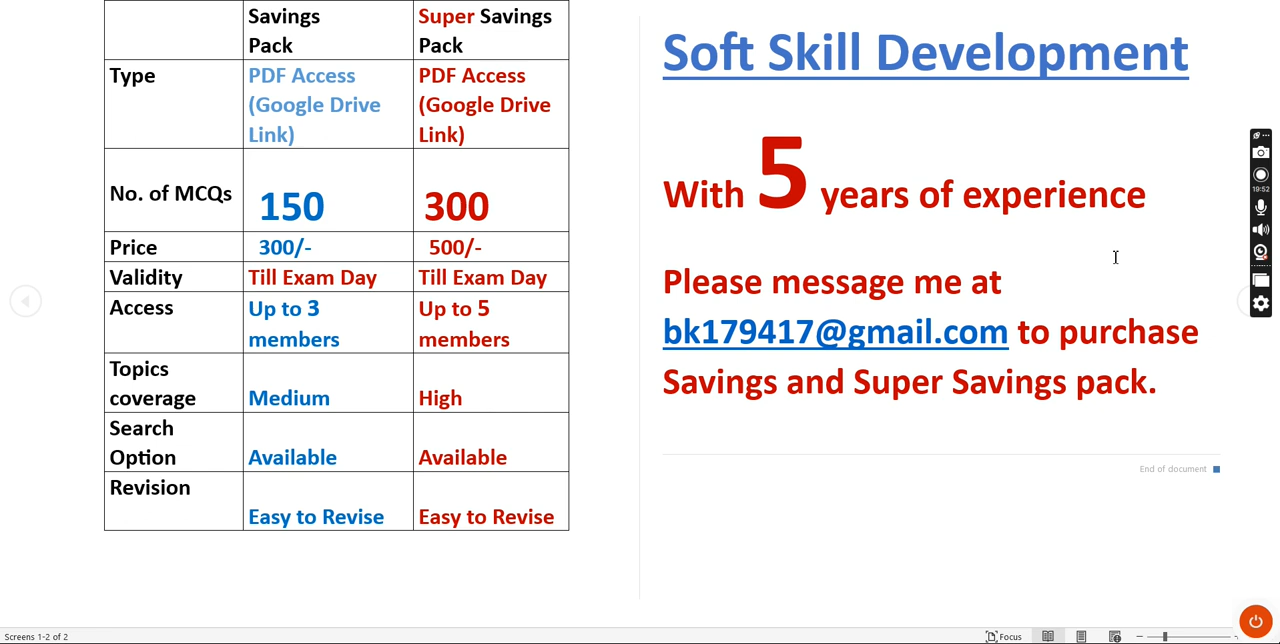 Savings
Pack
Super Savings
Pack
Type
PDF Access
(Google Drive
Link)
PDF Access
(Google Drive
Link)
No. of MCQs
150
300
Price
300/-
500/-
Validity
Till Exam Day
Till Exam Day
Access
Up to 3
members
Up to 5
members
Topics
coverage
Medium
High
Search
Option
Available
Available
Revision
Easy to Revise
Easy to Revise
Soft Skill Development
With 5 years of experience
Please message me at
bk179417@gmail.com to purchase
Savings and Super Savings pack.
End of document
19:52
Screens 1-2 of 2
Focus